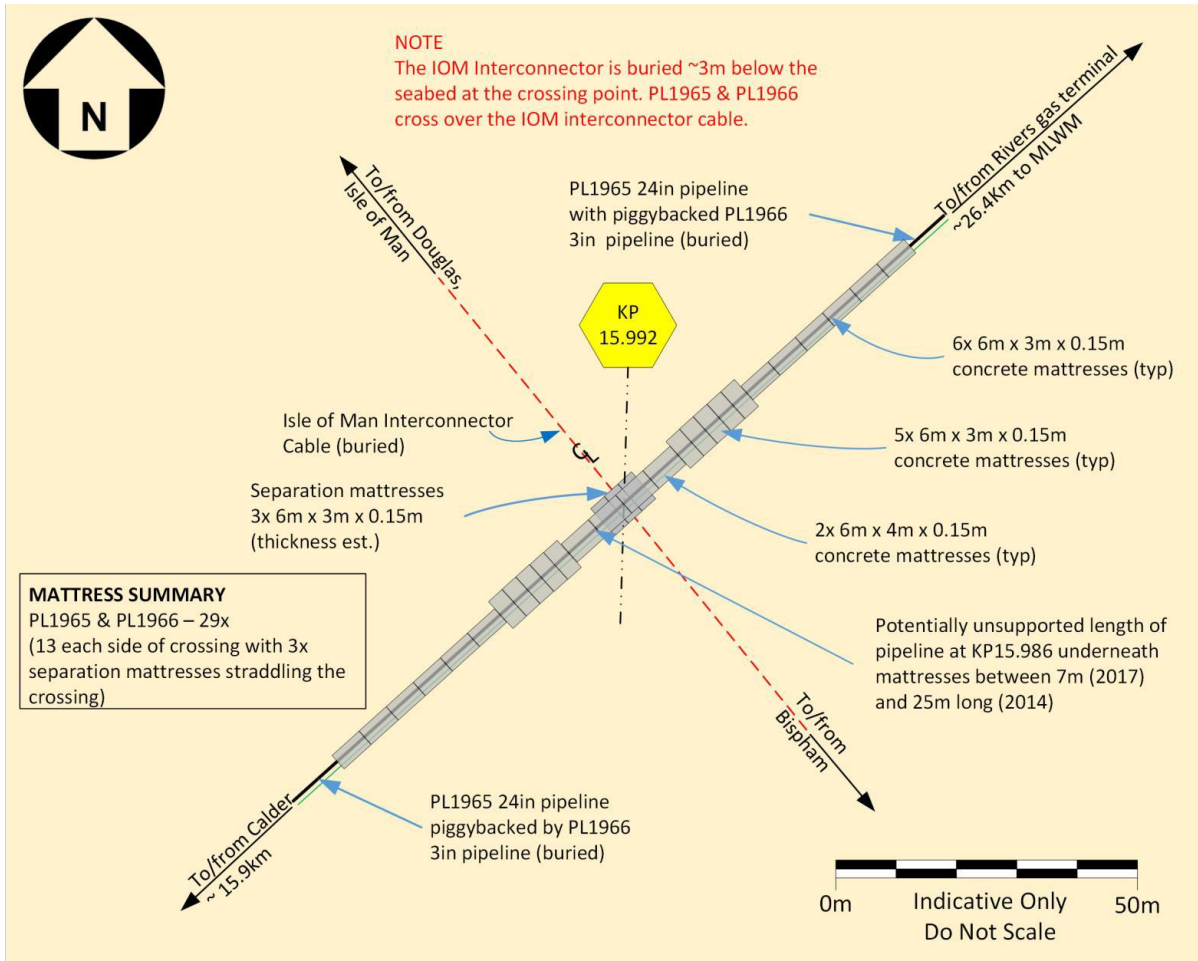 NOTE
The IOM Interconnector is buried ~3m below the
seabed at the crossing point. PL1965 & PL1966
cross over the IOM interconnector cable.
N
To/from Rivers gas terminal
~26.4Km to MLWM
To/from Douglas,
Isle of Man
PL1965 24in pipeline
with piggybacked PL1966
3in pipeline (buried)
KP
15.992
6x 6m x 3m x 0.15m
concrete mattresses (typ)
Isle of Man Interconnector
Cable (buried)
5x 6m x 3m x 0.15m
concrete mattresses (typ)
Separation mattresses
3x 6m x 3m x 0.15m
(thickness est.)
2x 6m x 4m x 0.15m
concrete mattresses (typ)
MATTRESS SUMMARY
PL1965 & PL1966 – 29x
(13 each side of crossing with 3x
separation mattresses straddling the
crossing)
Potentially unsupported length of
pipeline at KP15.986 underneath
mattresses between 7m (2017)
and 25m long (2014)
To/from
Bispham
PL1965 24in pipeline
piggybacked by PL1966
3in pipeline (buried)
To/from Calder
~ 15.9km
0m
50m
Indicative Only
Do Not Scale